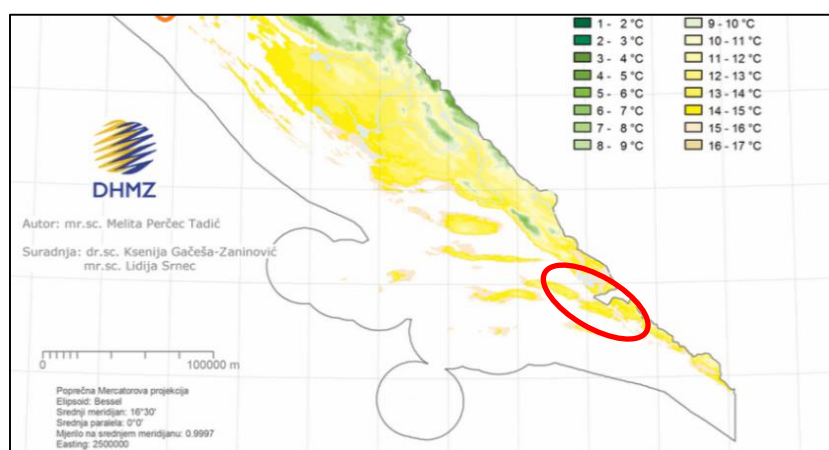 1 - 2 °C
2 - 3 °C
3 - 4 °C
4 - 5 °C
5 - 6 °C
6 - 7 °C
7 - 8 °C
8 - 9 °C
9 - 10 °C
10 - 11 °C
11 - 12 °C
12 - 13 °C
13 - 14 °C
14 - 15 °C
15 - 16 °C
16 - 17 °C
DHMZ
Autor: mr.sc. Melita Perčec Tadić
Suradnja: dr.sc. Ksenija Gačeša-Zaninović
mr.sc. Lidija Srnec
0
100000 m
Poprečna Mercatorova projekcija
Elipsoid: Bessel
Srednji meridijan: 16°30'
Srednja paralela: 0°0'
Mjerilo na srednjem meridijanu: 0.9997
Easting: 2500000